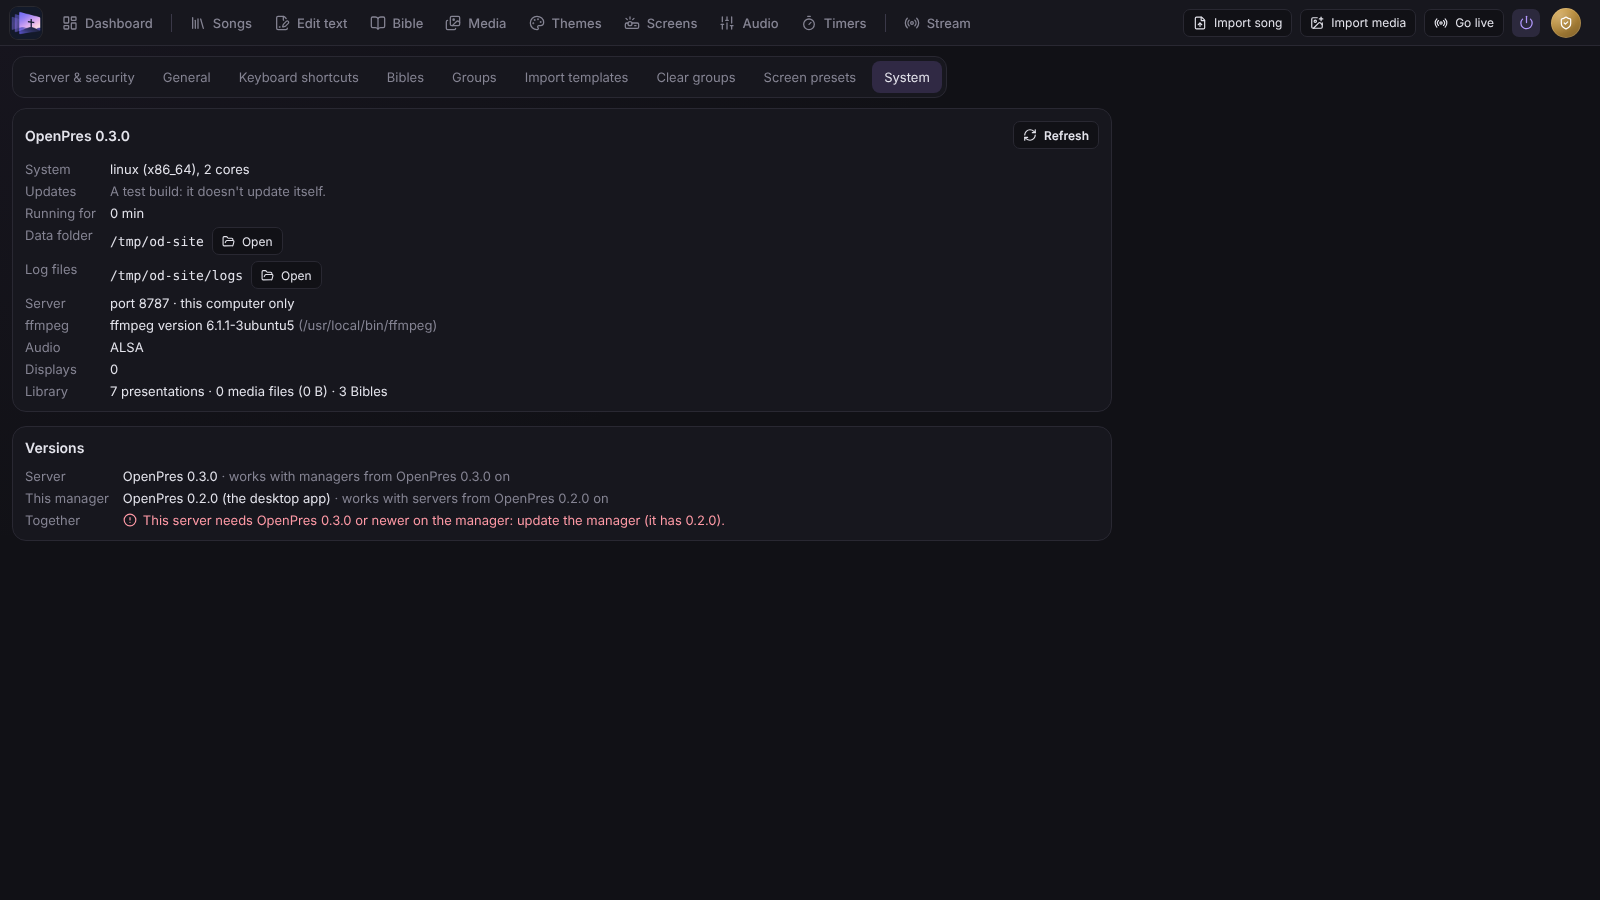 Dashboard Songs Edit text Bible Media Themes Screens Audio Timers Stream Import song Import media Go live
Server & security General Keyboard shortcuts Bibles Groups Import templates Clear groups Screen presets System
OpenPres 0.3.0 Refresh
System linux (x86_64), 2 cores
Updates A test build: it doesn't update itself.
Running for 0 min
Data folder /tmp/od-site Open
Log files /tmp/od-site/logs Open
Server port 8787 · this computer only
ffmpeg ffmpeg version 6.1.1-3ubuntu5 (/usr/local/bin/ffmpeg)
Audio ALSA
Displays 0
Library 7 presentations · 0 media files (0 B) · 3 Bibles
Versions
Server OpenPres 0.3.0 · works with managers from OpenPres 0.3.0 on
This manager OpenPres 0.2.0 (the desktop app) · works with servers from OpenPres 0.2.0 on
Together This server needs OpenPres 0.3.0 or newer on the manager: update the manager (it has 0.2.0).